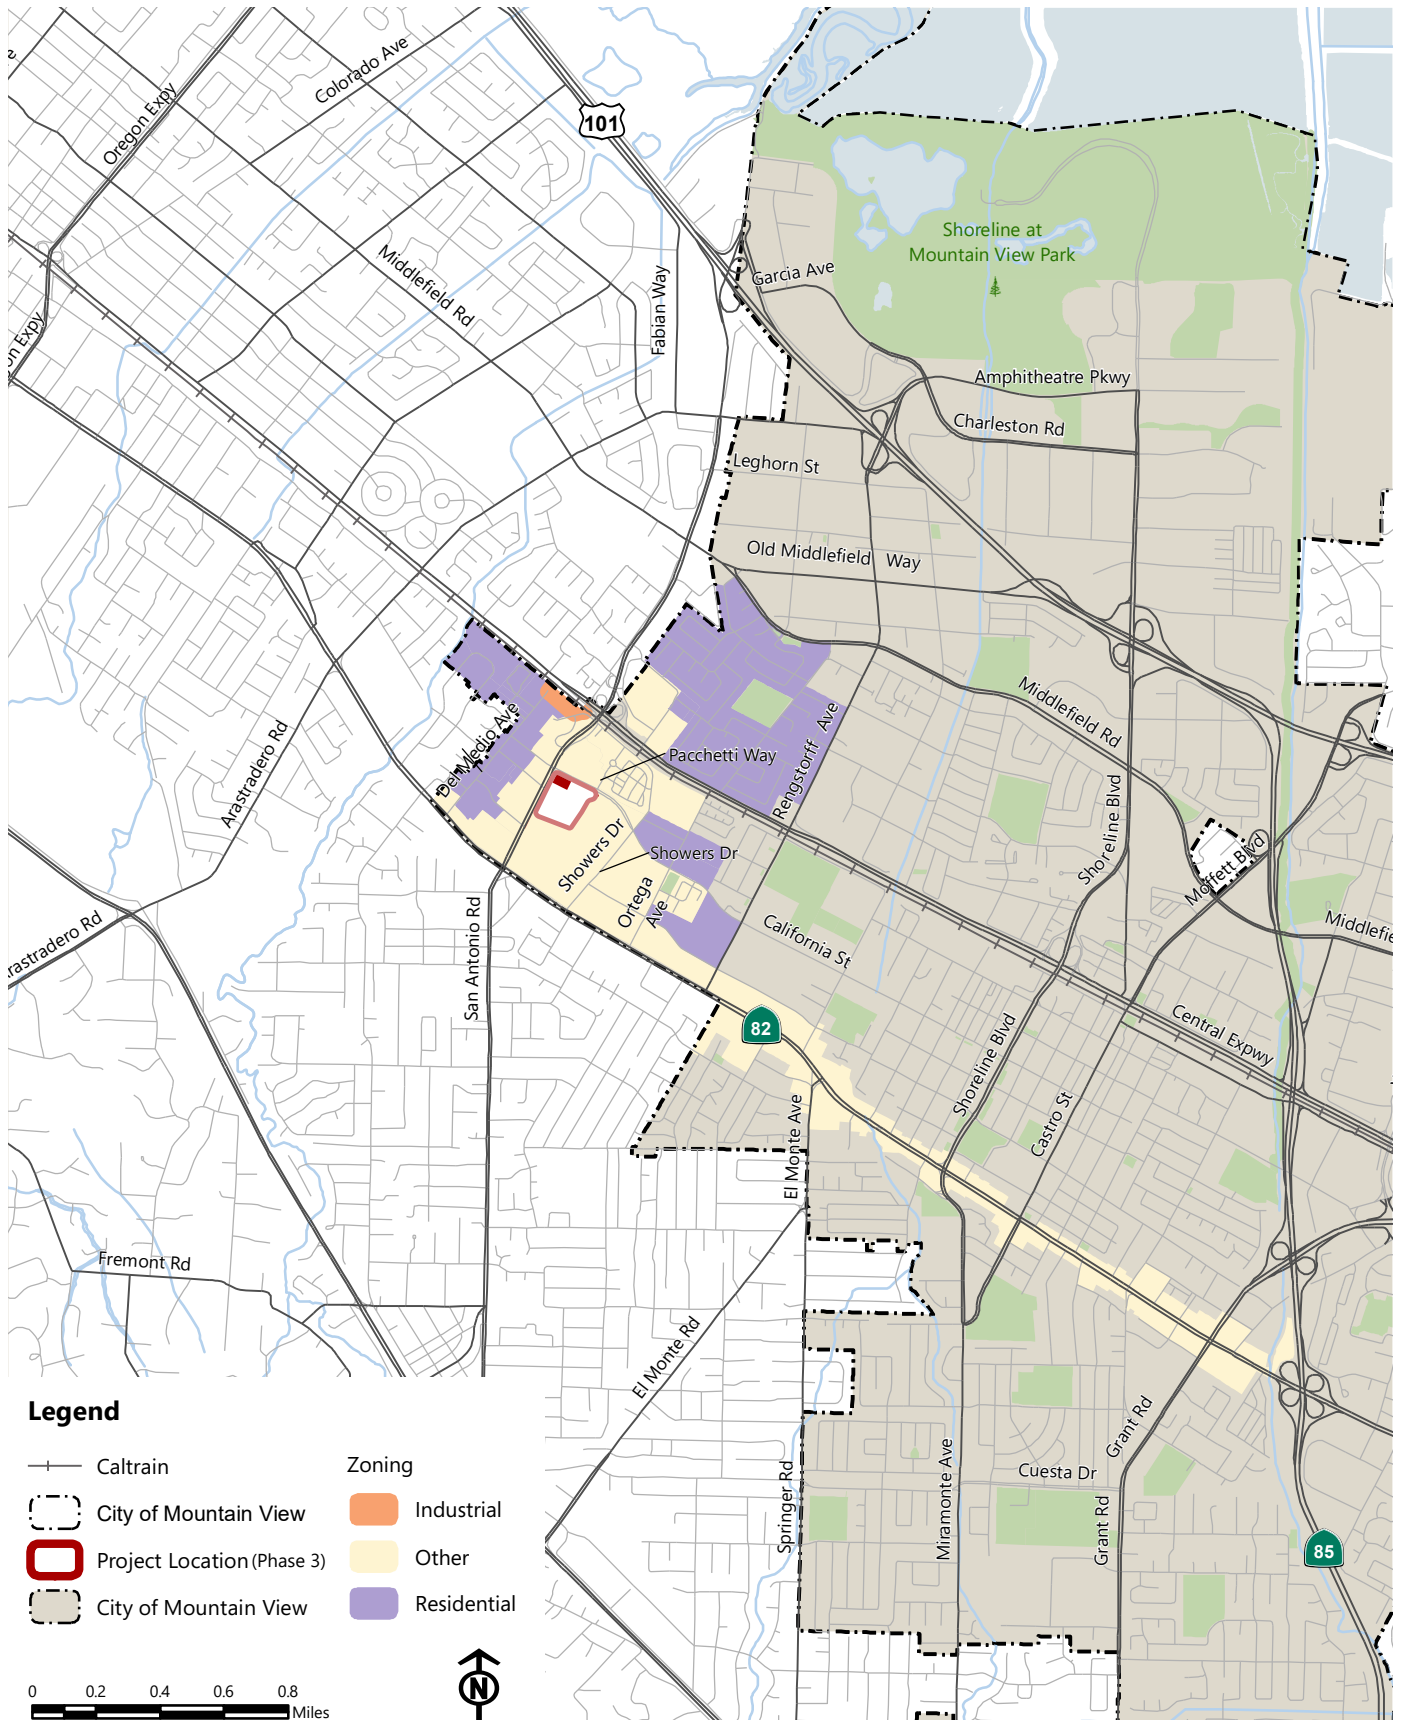 Colorado Ave
Oregon Expy
101
Middlefield Rd
Fabian Way
Garcia Ave
Shoreline at
Mountain View Park
on Expy
Amphitheatre Pkwy
Charleston Rd
Leghorn St
Old Middlefield Way
Middlefield Rd
Del Medio Ave
Pacchetti Way
Rengstorff Ave
Arastradero Rd
Shoreline Blvd
Showers Dr
Showers Dr
Moffett Blvd
Ortega
Ave
California St
Middlefie
rastradero Rd
San Antonio Rd
82
Central Expwy
Shoreline Blvd
Castro St
El Monte Ave
Fremont Rd
El Monte Rd
Grant Rd
Cuesta Dr
Springer Rd
Miramonte Ave
Grant Rd
85
Legend
Caltrain
City of Mountain View
Project Location (Phase 3)
City of Mountain View
Zoning
Industrial
Other
Residential
0 0.2 0.4 0.6 0.8
Miles
N